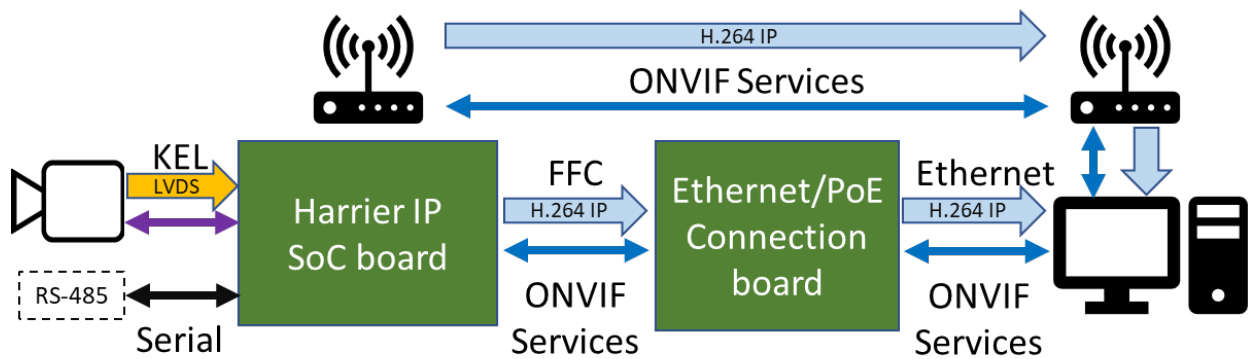 H.264 IP
ONVIF Services
KEL
LVDS
Harrier IP
SoC board
RS-485
Serial
FFC
H.264 IP
ONVIF
Services
Ethernet/PoE
Connection
board
Ethernet
H.264 IP
ONVIF
Services